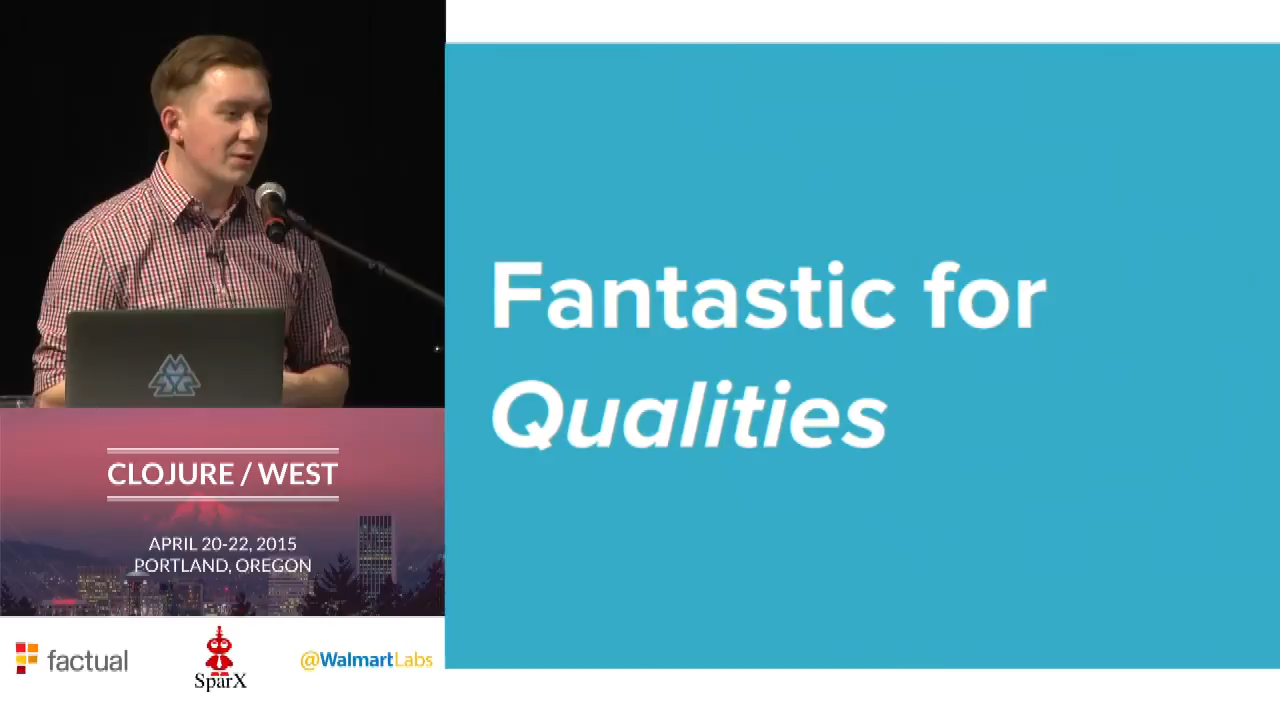 Fantastic for
Qualities
CLOJURE / WEST
APRIL 20-22, 2015
PORTLAND, OREGON
factual
SparX
@WalmartLabs